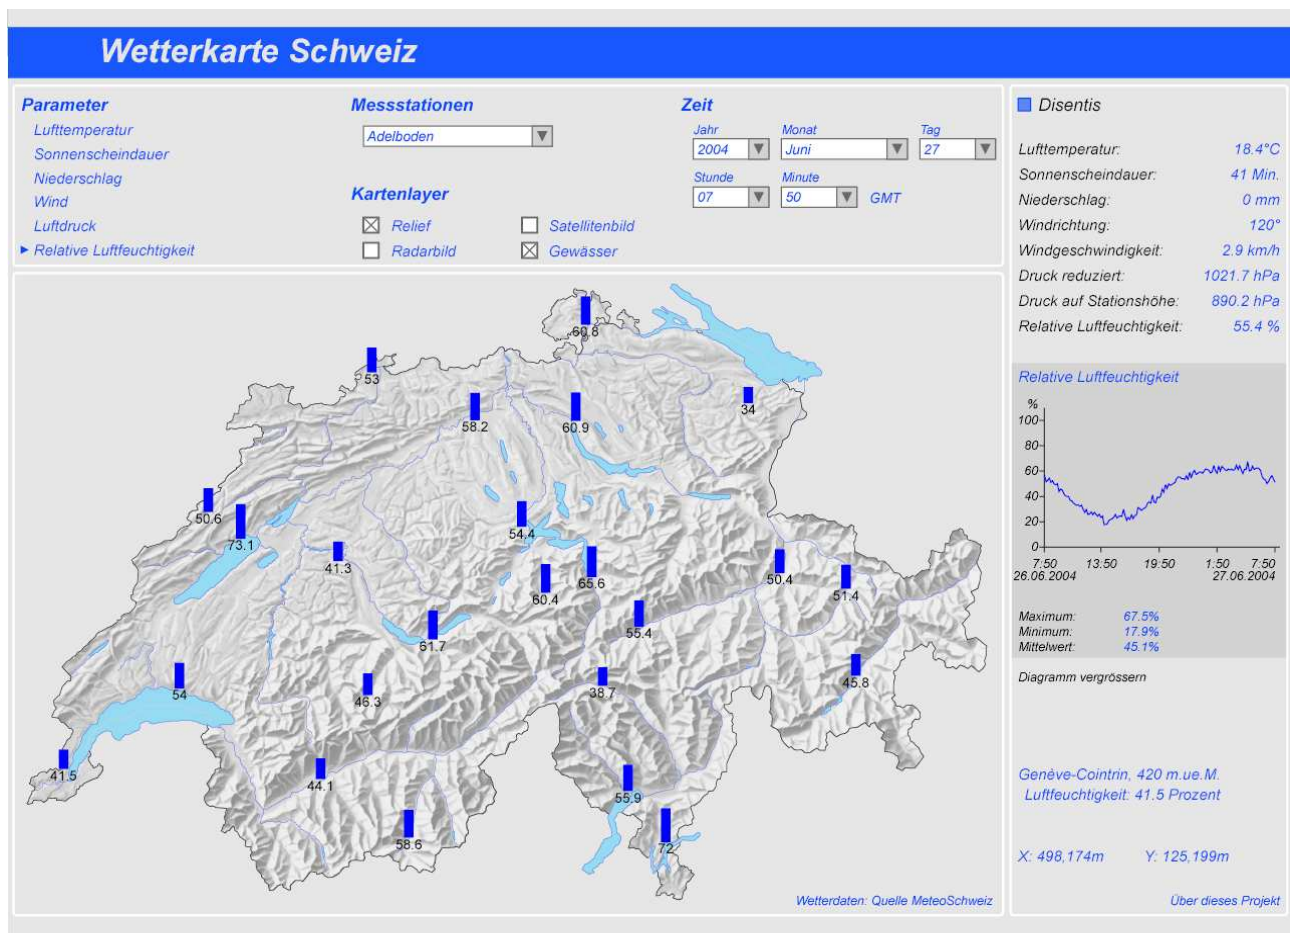 Wetterkarte Schweiz
Parameter
Lufttemperatur
Sonnenscheindauer
Niederschlag
Wind
Luftdruck
Relative Luftfeuchtigkeit
Messstationen
Adelboden
Kartenlayer
Relief
Satellitenbild
Radarbild
Gewässer
Zeit
Jahr Monat Tag
2004 Juni 27
Stunde Minute
07 50 GMT
60.8
53
34
58.2
60.9
50.6
73.1
54.4
41.3
65.6
50.4
60.4
51.4
55.4
61.7
54
46.3
38.7
45.8
41.5
44.1
55.9
58.6
72
Wetterdaten: Quelle MeteoSchweiz
Disentis
Lufttemperatur: 18.4°C
Sonnenscheindauer: 41 Min.
Niederschlag: 0 mm
Windrichtung: 120°
Windgeschwindigkeit: 2.9 km/h
Druck reduziert: 1021.7 hPa
Druck auf Stationshöhe: 890.2 hPa
Relative Luftfeuchtigkeit: 55.4 %
Relative Luftfeuchtigkeit
%
100
80
60
40
20
0
7:50 13:50 19:50 1:50 7:50
26.06.2004 27.06.2004
Maximum: 67.5%
Minimum: 17.9%
Mittelwert: 45.1%
Diagramm vergrössern
Genève-Cointrin, 420 m.ue.M.
Luftfeuchtigkeit: 41.5 Prozent
X: 498,174m Y: 125,199m
Über dieses Projekt